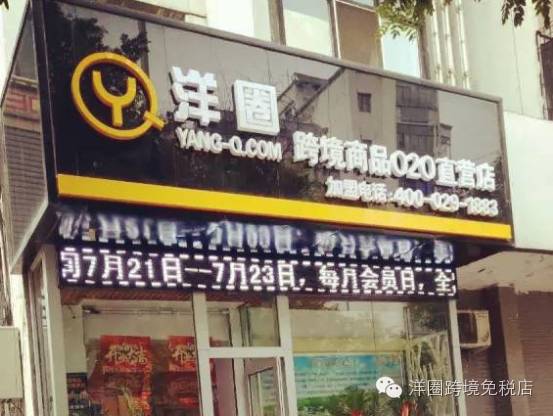 洋圈
YANG-Q.COM
跨境商品O2O直营店
加盟电话:400-029-1883
司7月21日--7月23日，每月会员日，全
洋圈跨境免税店